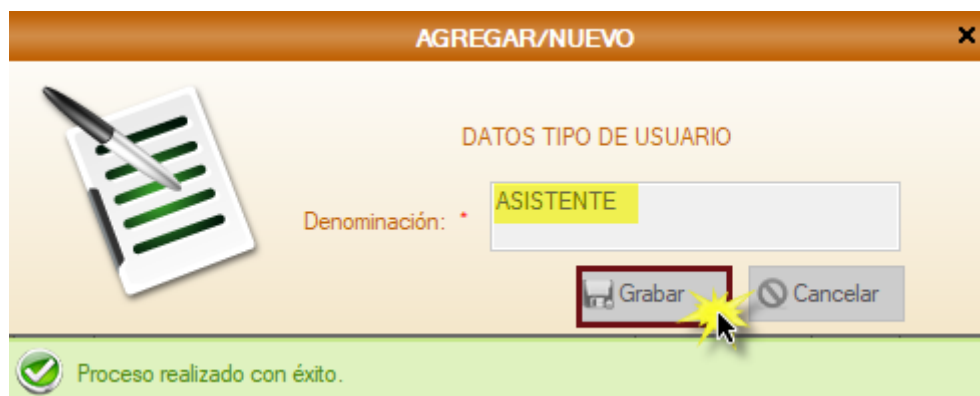 AGREGAR/NUEVO
DATOS TIPO DE USUARIO
Denominación: * ASISTENTE
Grabar Cancelar
Proceso realizado con éxito.